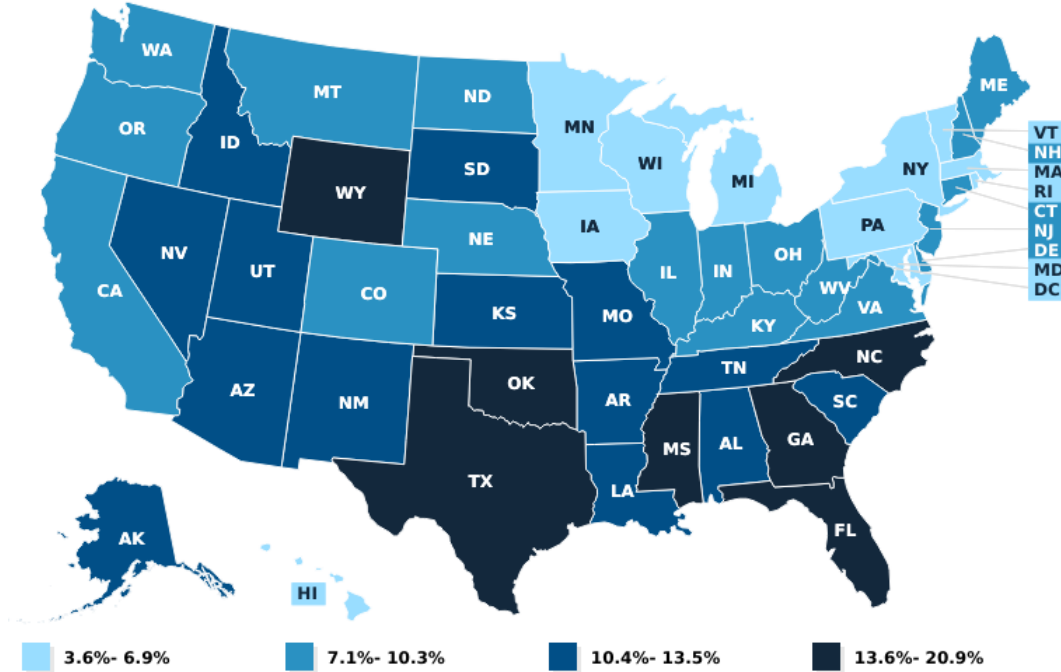 WA
MT
ND
MN
ME
OR
ID
SD
WI
MI
NY
VT
NH
MA
RI
CT
NJ
DE
MD
DC
WY
NV
UT
NE
IA
PA
CA
CO
IL
IN
OH
WV
VA
KS
MO
KY
AZ
NM
OK
AR
TN
NC
SC
TX
LA
MS
AL
GA
FL
AK
HI
3.6%- 6.9%
7.1%- 10.3%
10.4%- 13.5%
13.6%- 20.9%